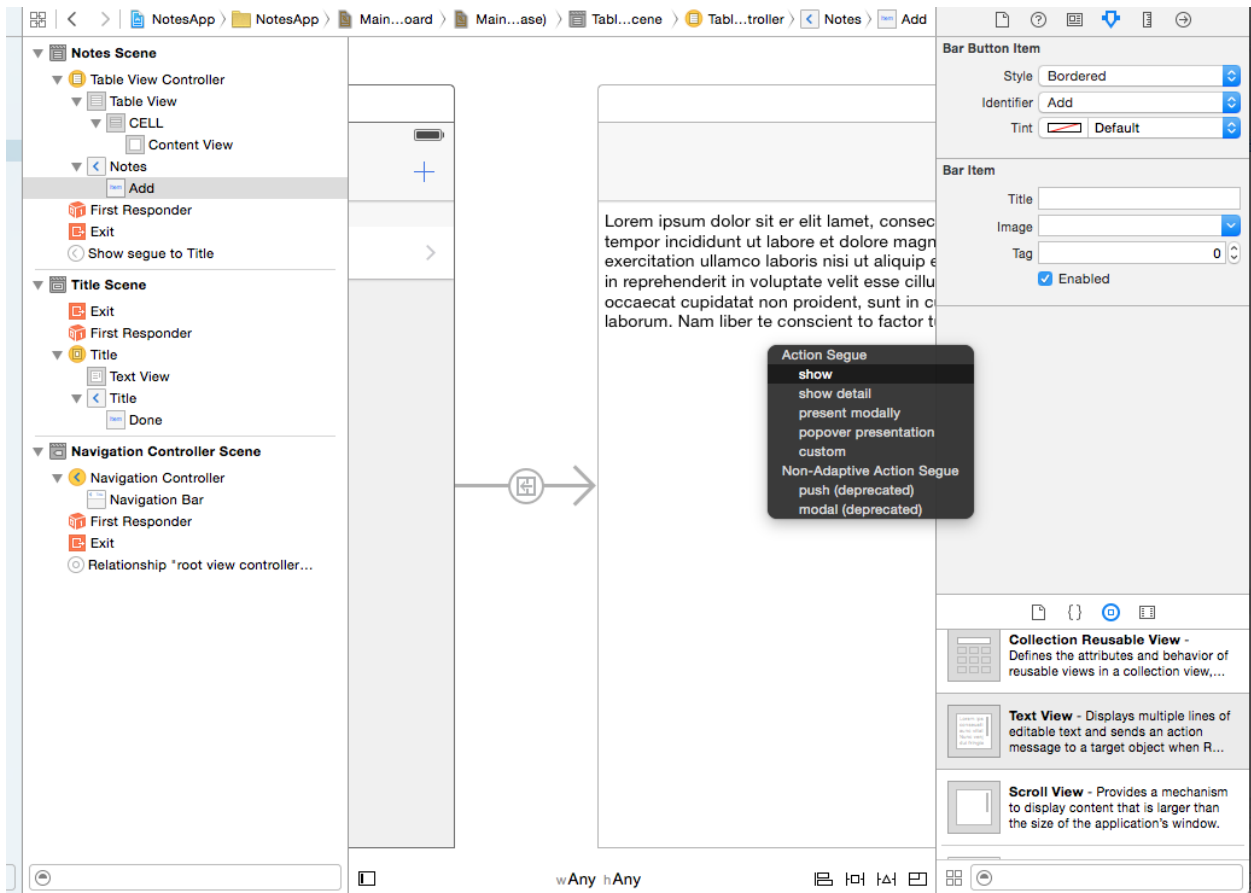 NotesApp
NotesApp
Main...oard
Main...ase)
Tabl...cene
Tabl...troller
Notes
Add
Notes Scene
Table View Controller
Table View
CELL
Content View
Notes
Item Add
First Responder
Exit
Show segue to Title
Title Scene
Exit
First Responder
Title
Text View
Title
Item Done
Navigation Controller Scene
Navigation Controller
Navigation Bar
First Responder
Exit
Relationship "root view controller...
Lorem ipsum dolor sit er elit lamet, consec
tempor incididunt ut labore et dolore magn
exercitation ullamco laboris nisi ut aliquip e
in reprehenderit in voluptate velit esse cillu
occaecat cupidatat non proident, sunt in cu
laborum. Nam liber te conscient to factor tu
Action Segue
show
show detail
present modally
popover presentation
custom
Non-Adaptive Action Segue
push (deprecated)
modal (deprecated)
wAny hAny
Bar Button Item
Style Bordered
Identifier Add
Tint Default
Bar Item
Title
Image
Tag 0
Enabled
{}
Collection Reusable View -
Defines the attributes and behavior of
reusable views in a collection view,...
Text View - Displays multiple lines of
editable text and sends an action
message to a target object when R...
Scroll View - Provides a mechanism
to display content that is larger than
the size of the application's window.